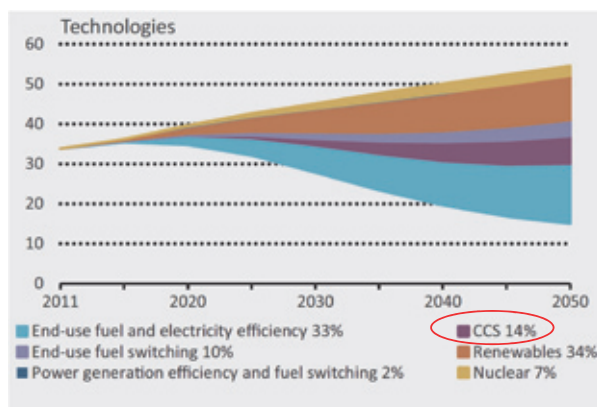 Technologies
60
50
40
30
20
10
0
2011 2020 2030 2040 2050
End-use fuel and electricity efficiency 33% CCS 14%
End-use fuel switching 10% Renewables 34%
Power generation efficiency and fuel switching 2% Nuclear 7%